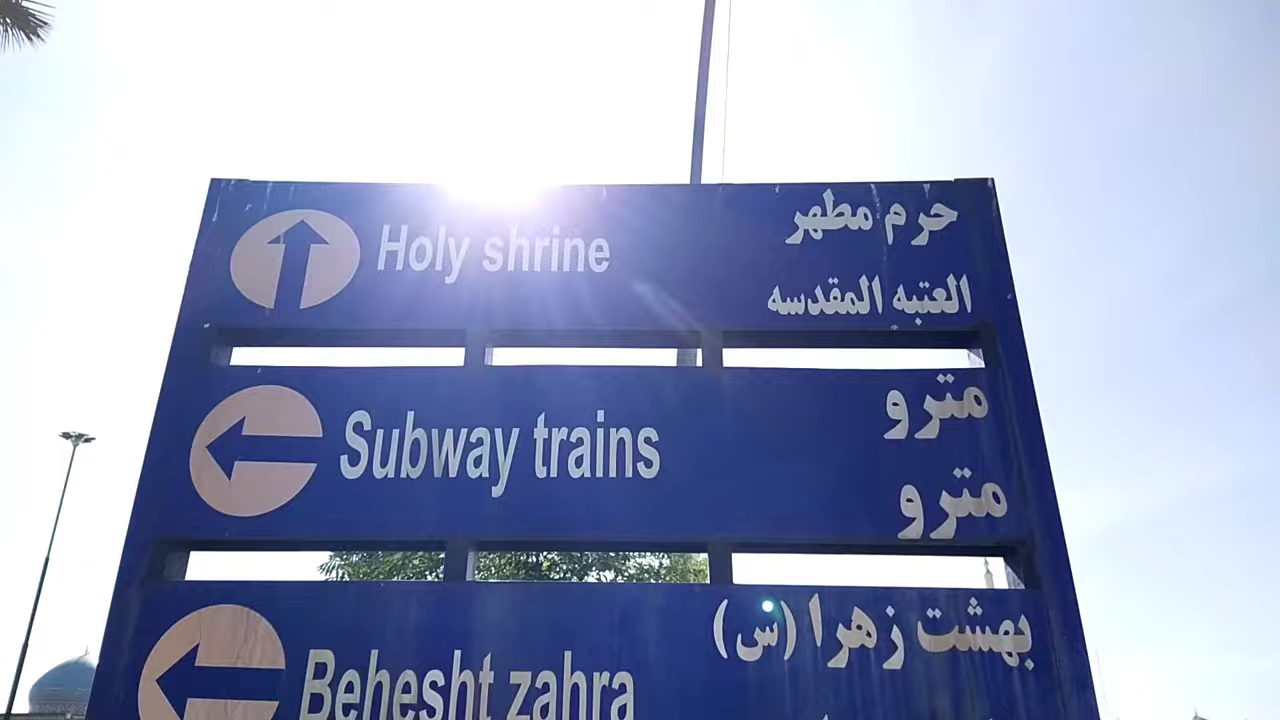 Holy shrine
حرم مطهر
العتبه المقدسه
Subway trains
مترو
مترو
Behesht zahra
بهشت زهرا (س)